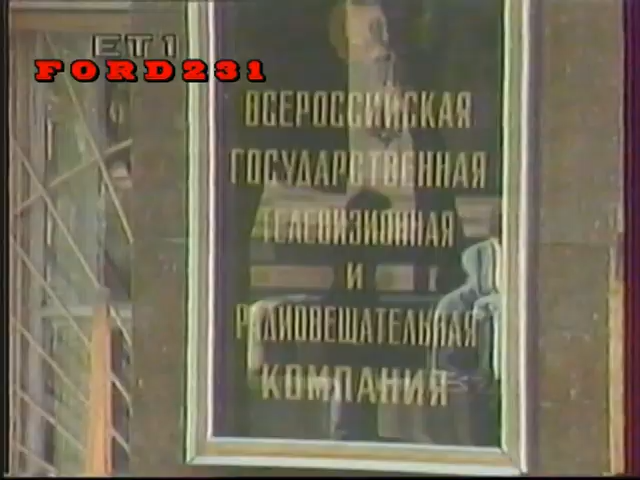 ET1
FORD231
ВСЕРОССИЙСКАЯ
ГОСУДАРСТВЕННАЯ
ТЕЛЕВИЗИОННАЯ
И
РАДИОВЕЩАТЕЛЬНАЯ
КОМПАНИЯ